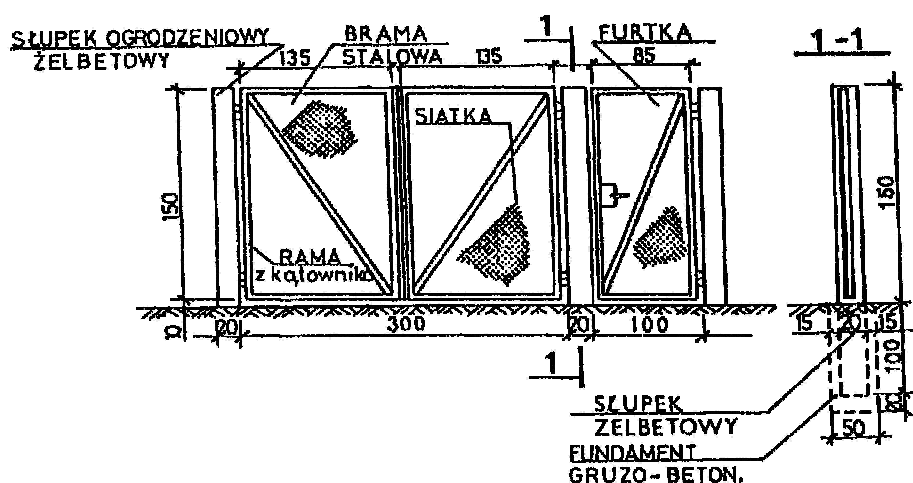 SŁUPEK OGRODZENIOWY
ŻELBETOWY
BRAMA
STALOWA
135
135
1
FURTKA
85
1-1
SIATKA
150
150
RAMA
z kątownika
10
20
300
20
100
15
20
15
100
20
50
1
SŁUPEK
ŻELBETOWY
FUNDAMENT
GRUZO-BETON.